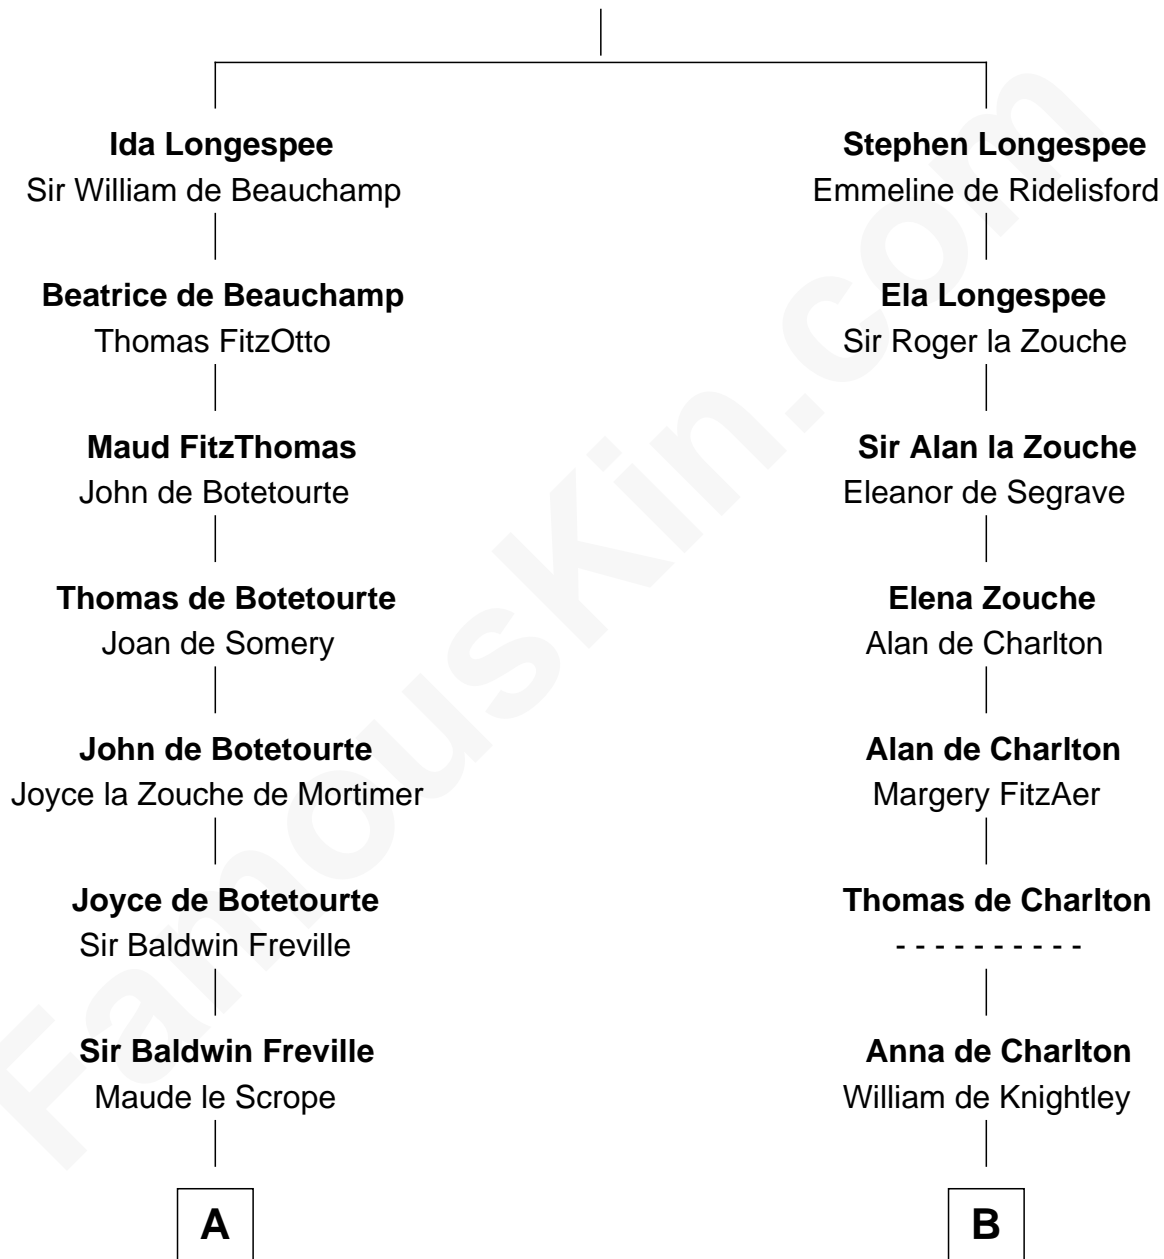 Ida Longespee
Sir William de Beauchamp
Beatrice de Beauchamp
Thomas FitzOtto
Maud FitzThomas
John de Botetourte
Thomas de Botetourte
Joan de Somery
John de Botetourte
Joyce la Zouche de Mortimer
Joyce de Botetourte
Sir Baldwin Freville
Sir Baldwin Freville
Maude le Scrope
A
Stephen Longespee
Emmeline de Ridelisford
Ela Longespee
Sir Roger la Zouche
Sir Alan la Zouche
Eleanor de Segrave
Elena Zouche
Alan de Charlton
Alan de Charlton
Margery FitzAer
Thomas de Charlton
- - - - - - - - - -
Anna de Charlton
William de Knightley
B
FamousKin.com